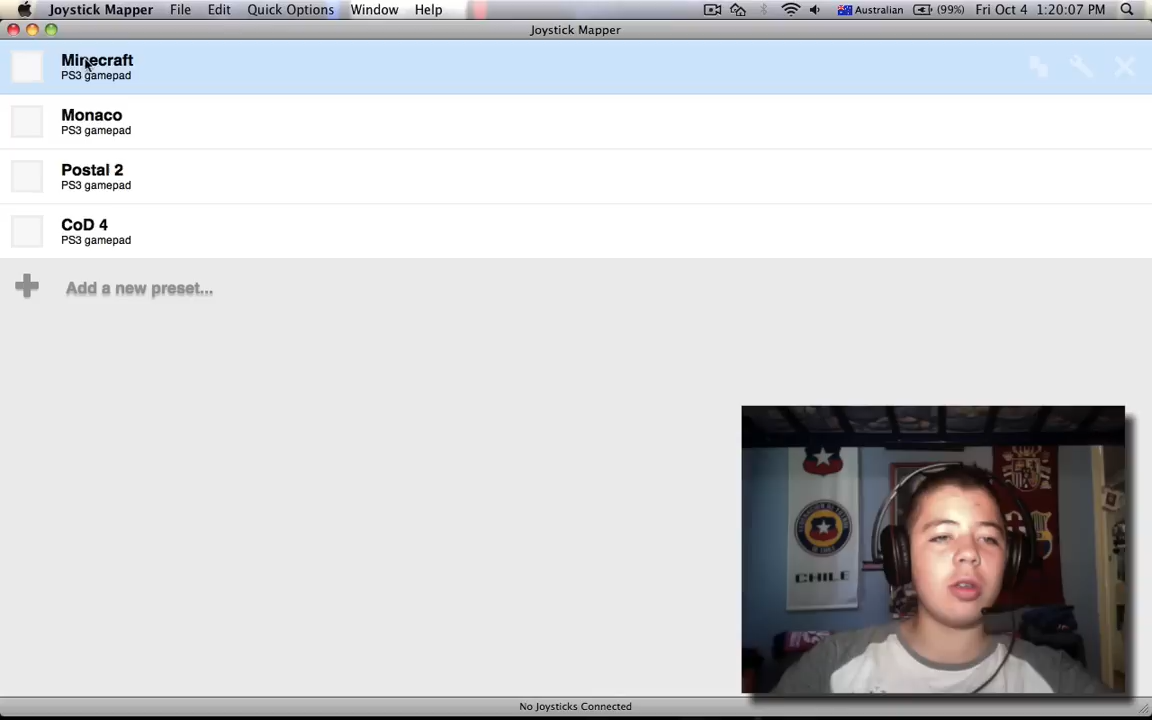 Joystick Mapper File Edit Quick Options Window Help Australian (99%) Fri Oct 4 1:20:07 PM
Joystick Mapper
Minecraft
PS3 gamepad
Monaco
PS3 gamepad
Postal 2
PS3 gamepad
CoD 4
PS3 gamepad
Add a new preset...
CHILE
No Joysticks Connected